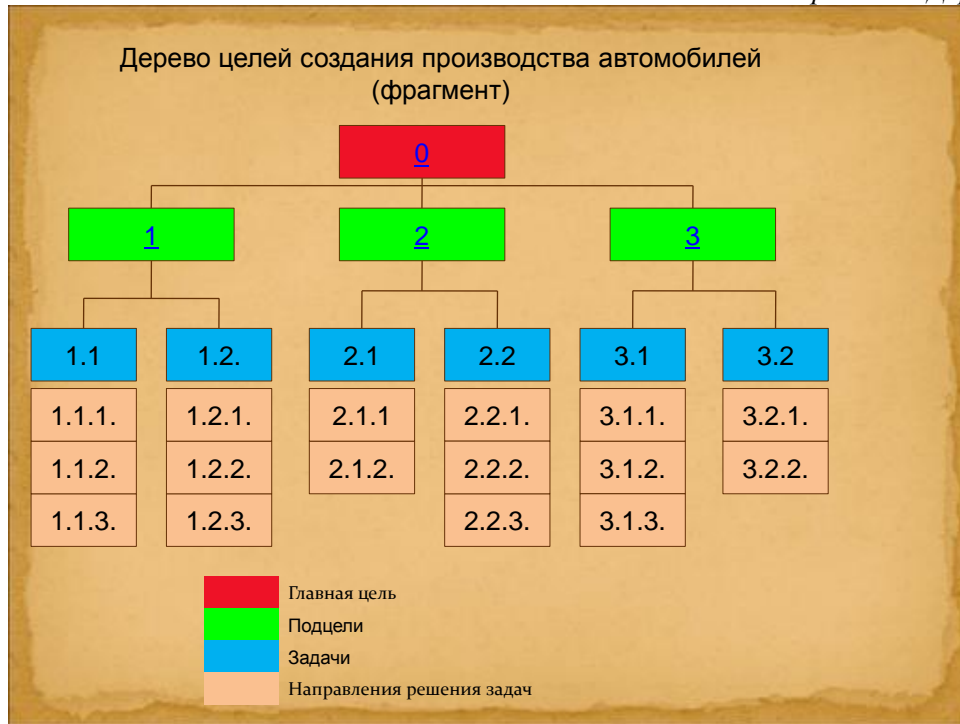 Дерево целей создания производства автомобилей
(фрагмент)
0
1 2 3
1.1 1.2. 2.1 2.2 3.1 3.2
1.1.1. 1.2.1. 2.1.1 2.2.1. 3.1.1. 3.2.1.
1.1.2. 1.2.2. 2.1.2. 2.2.2. 3.1.2. 3.2.2.
1.1.3. 1.2.3. 2.2.3. 3.1.3.
Главная цель
Подцели
Задачи
Направления решения задач